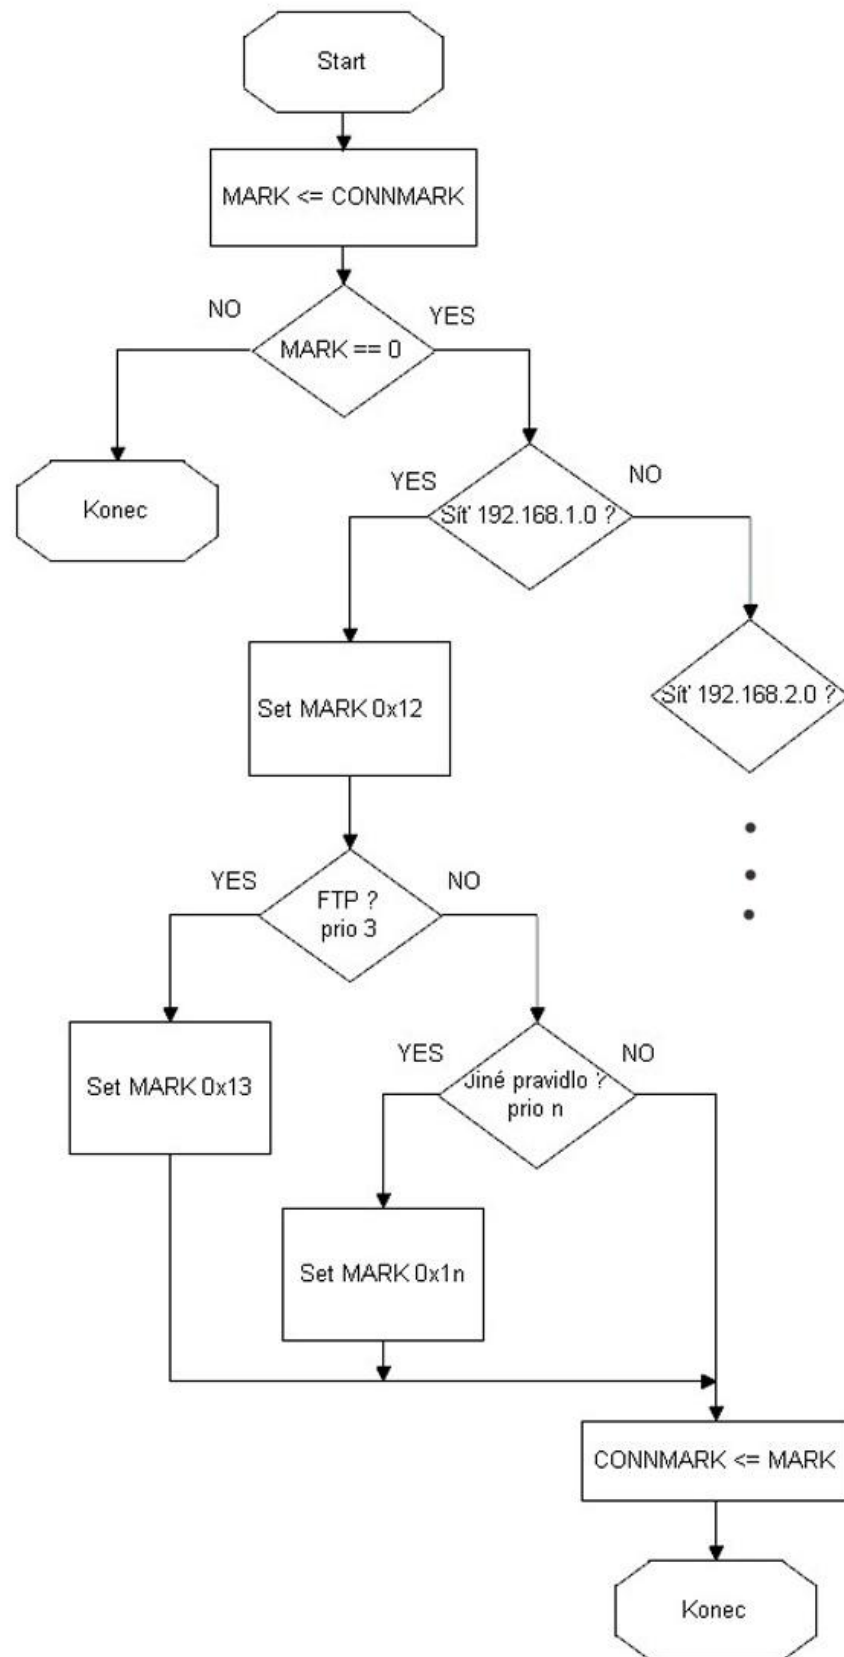 Start
MARK <= CONNMARK
NO
YES
MARK == 0
Konec
YES
NO
Síť 192.168.1.0 ?
Set MARK 0x12
Síť 192.168.2.0 ?
YES
NO
FTP ?
prio 3
Set MARK 0x13
YES
NO
Jiné pravidlo ?
prio n
Set MARK 0x1n
CONNMARK <= MARK
Konec